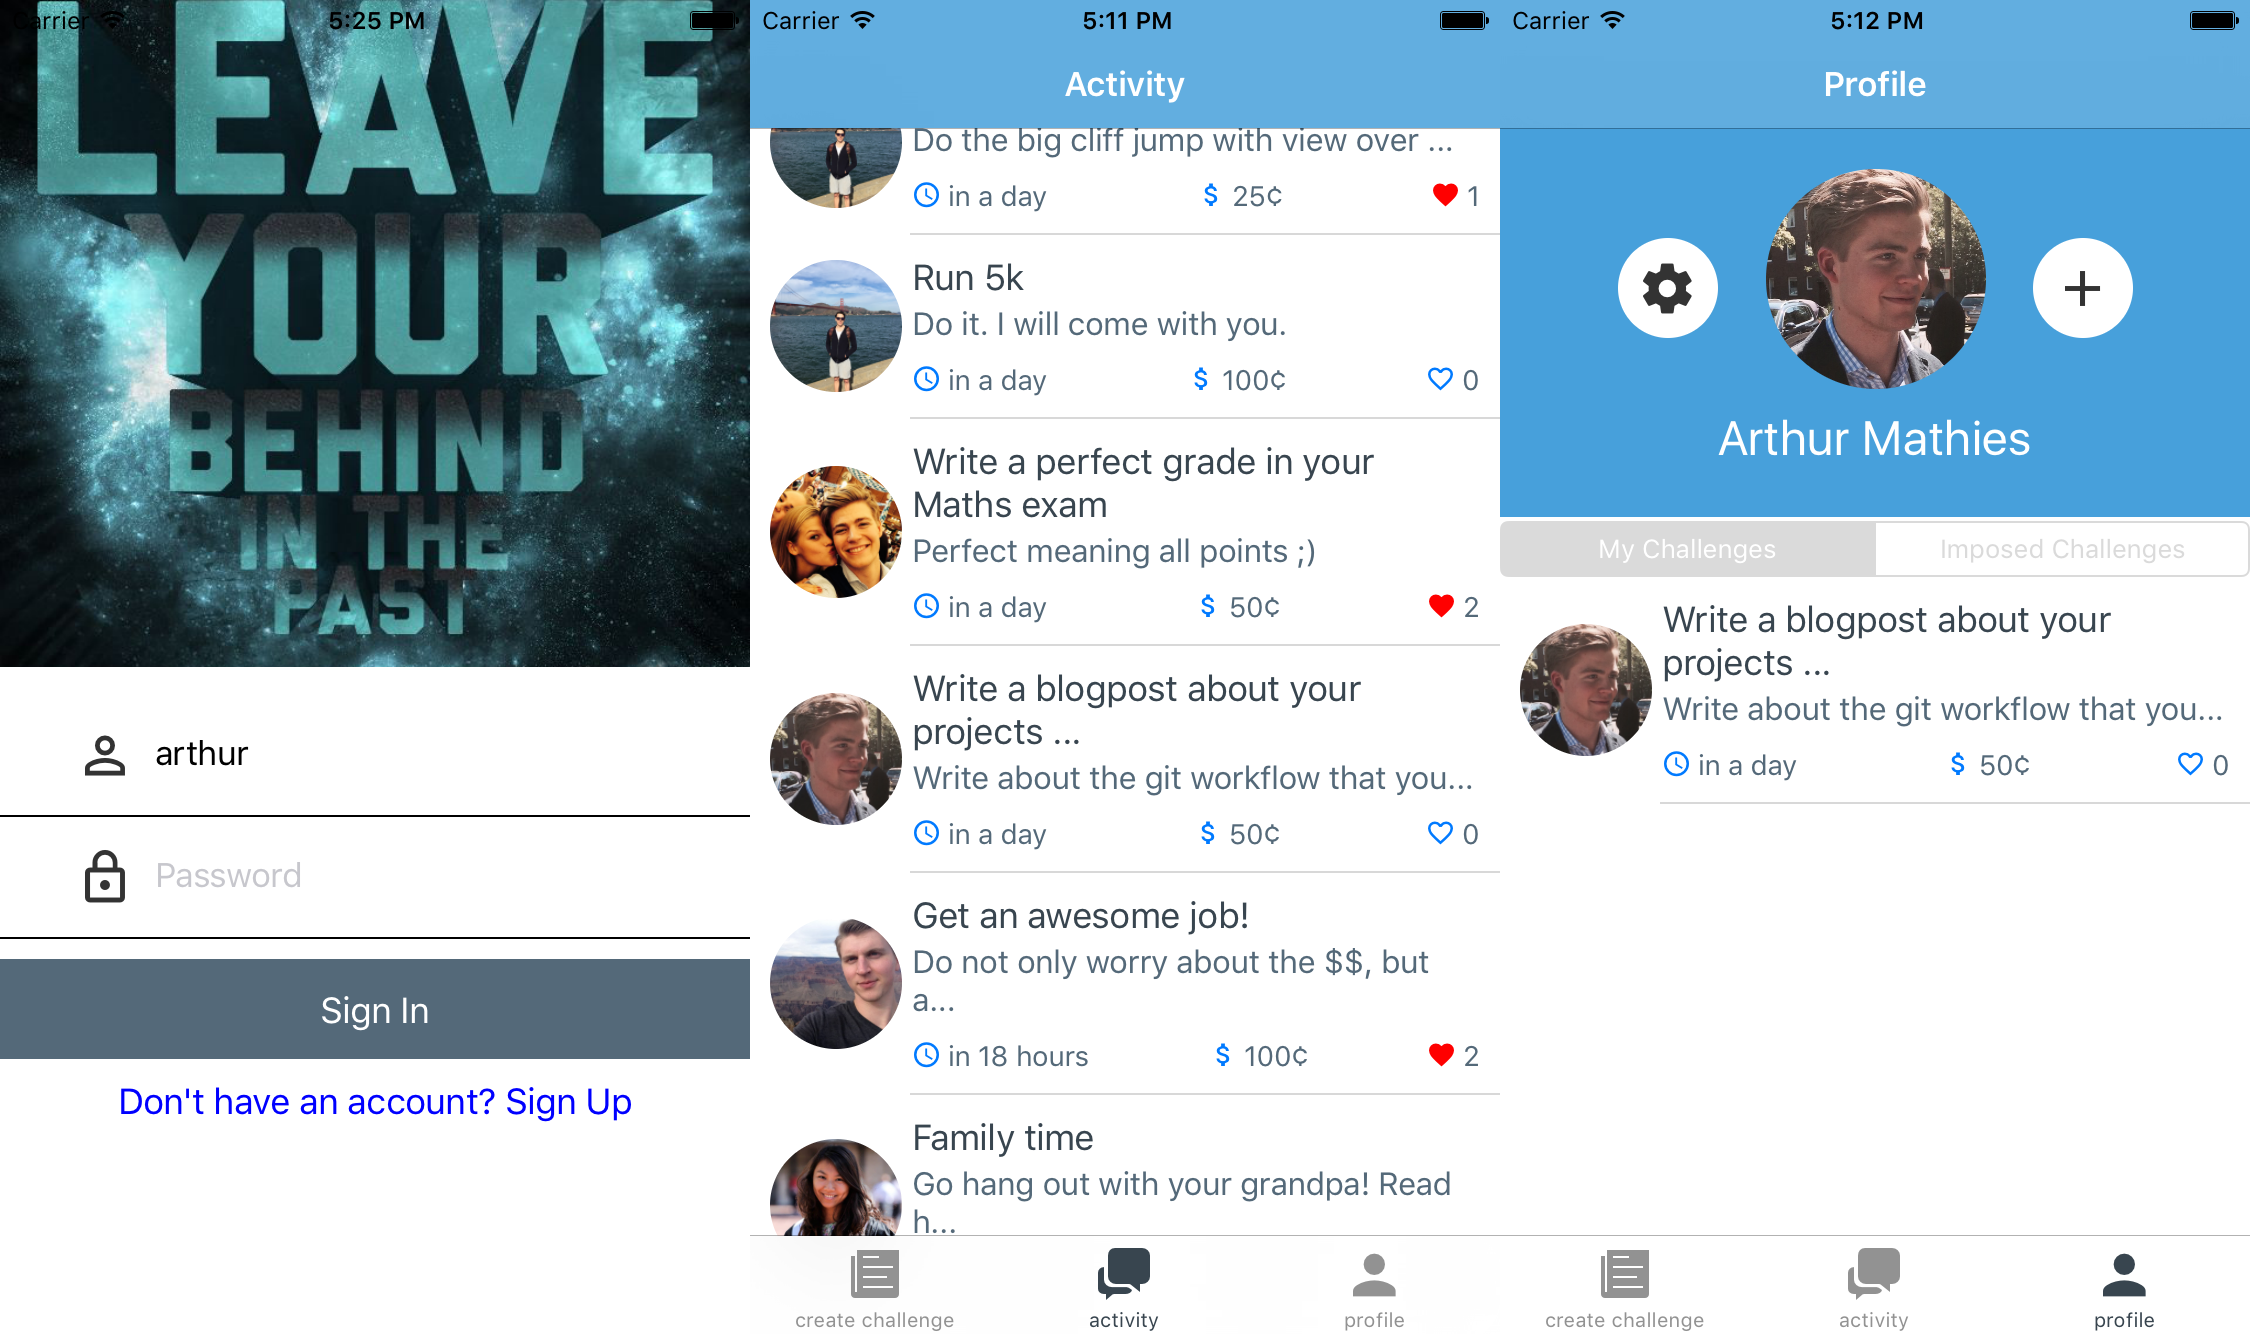 Carrier
5:25 PM
LEAVE
YOUR
BEHIND
IN THE
PAST
arthur
Password
Sign In
Don't have an account? Sign Up
Carrier
5:11 PM
Activity
Do the big cliff jump with view over ...
in a day
$ 25¢
1
Run 5k
Do it. I will come with you.
in a day
$ 100¢
0
Write a perfect grade in your
Maths exam
Perfect meaning all points ;)
in a day
$ 50¢
2
Write a blogpost about your
projects ...
Write about the git workflow that you...
in a day
$ 50¢
0
Get an awesome job!
Do not only worry about the $$, but
a...
in 18 hours
$ 100¢
2
Family time
Go hang out with your grandpa! Read
h...
create challenge
activity
profile
Carrier
5:12 PM
Profile
Arthur Mathies
My Challenges
Imposed Challenges
Write a blogpost about your
projects ...
Write about the git workflow that you...
in a day
$ 50¢
0
create challenge
activity
profile